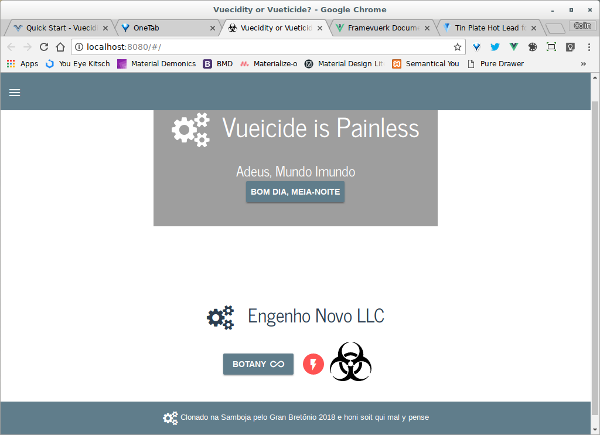 Vuecidity or Vueticide? - Google Chrome
Quick Start - Vuecidi
OneTab
Vuecidity or Vueticid
Framevuerk Docume
Tin Plate Hot Lead fo
Colin
localhost:8080/#/
Apps
You Eye Kitsch
Material Demonics
BMD
Materialize-o
Material Design Lit
Semantical You
Pure Drawer
Vueicide is Painless
Adeus, Mundo Imundo
BOM DIA, MEIA-NOITE
Engenho Novo LLC
BOTANY
Clonado na Samboja pelo Gran Bretônio 2018 e honi soit qui mal y pense